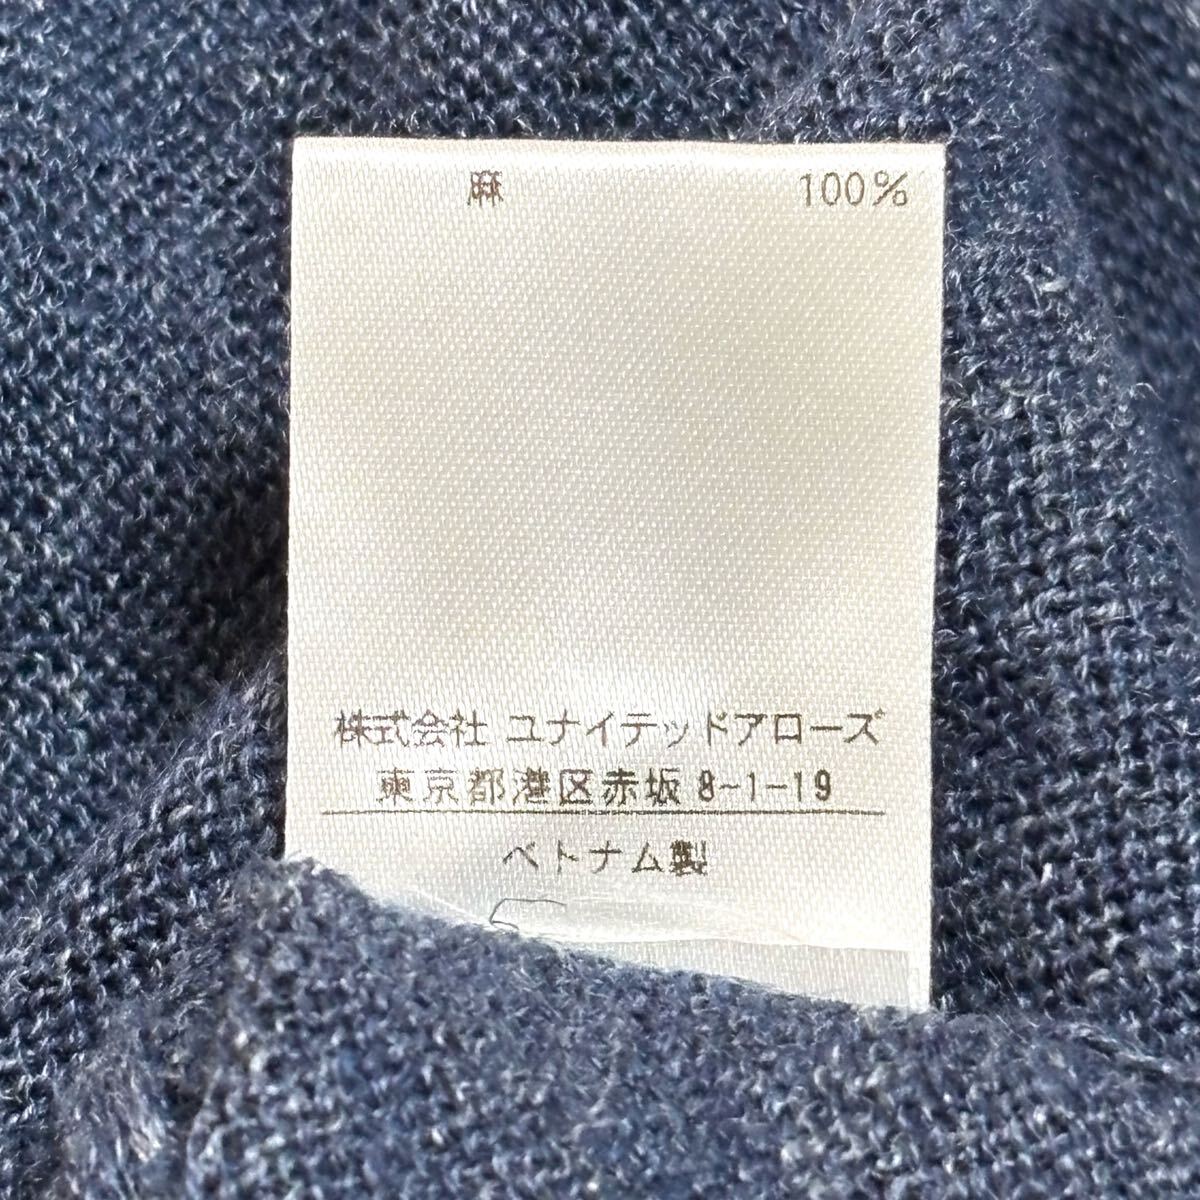 麻 100%
株式会社 ユナイテッドアローズ
東京都港区赤坂 8-1-19
ベトナム製